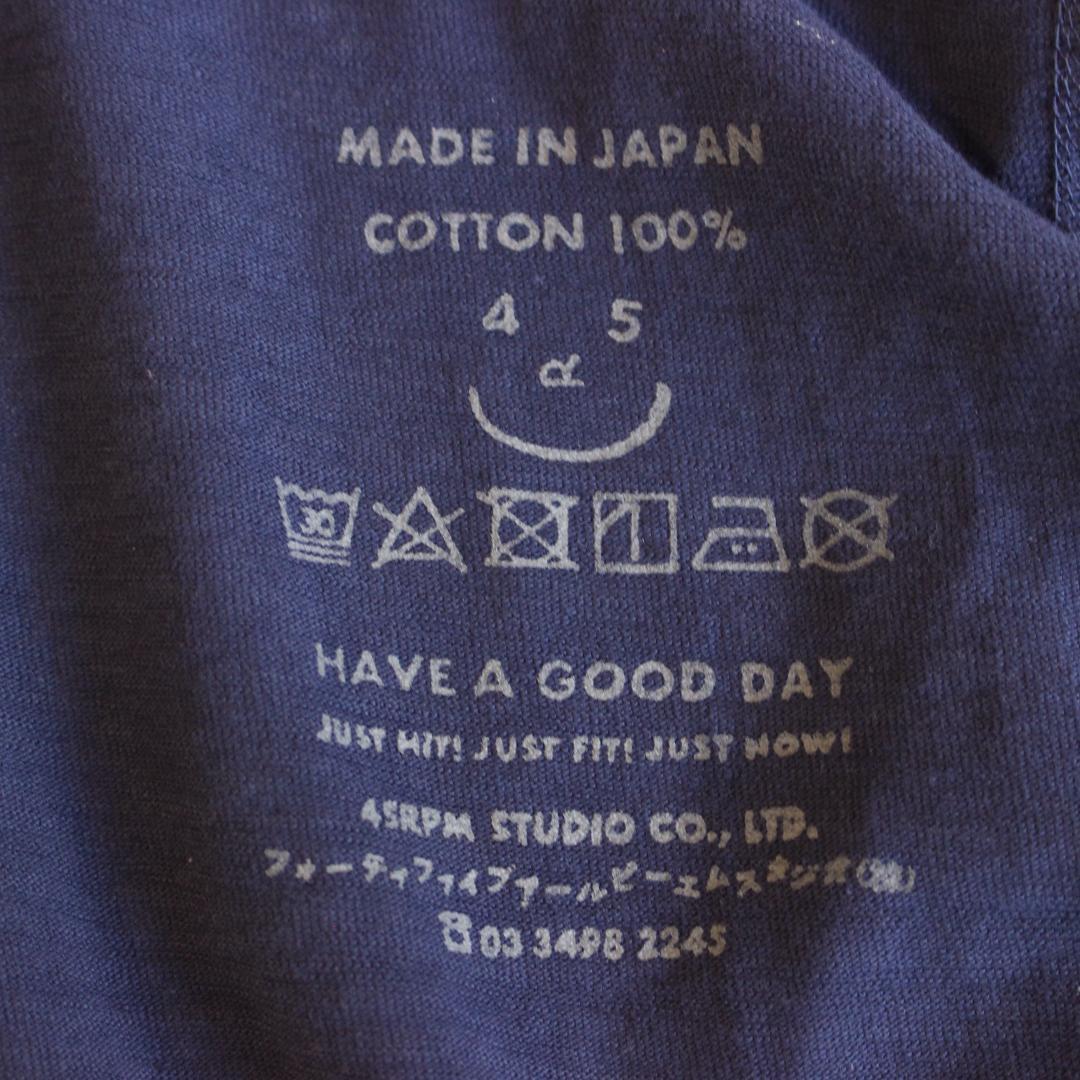 MADE IN JAPAN
COTTON 100%
4 5
R
30
HAVE A GOOD DAY
JUST HIT! JUST FIT! JUST NOW!
45RPM STUDIO CO., LTD.
フォーティファイブアールピーエムスタジオ(株)
☎03 3498 2245